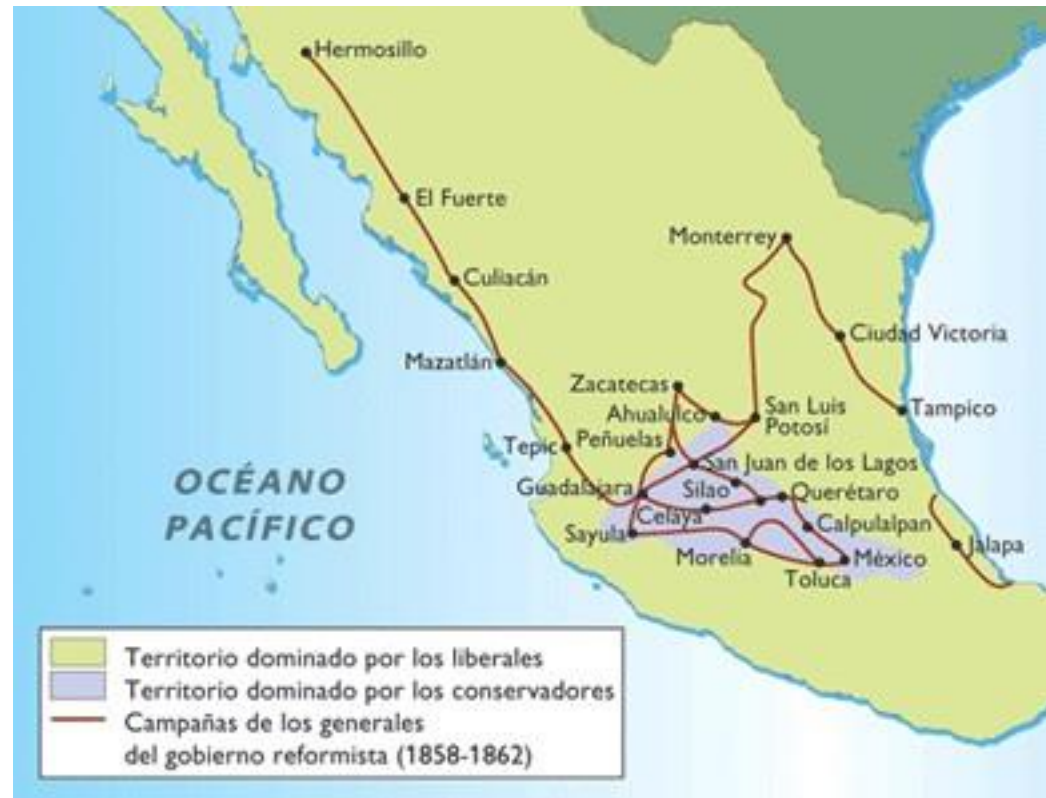 Hermosillo
El Fuerte
Monterrey
Culiacán
Ciudad Victoria
Mazatlán
Zacatecas
Ahualulco
San Luis
Potosí
Tampico
Tepic
Peñuelas
San Juan de los Lagos
Guadalajara
Silao
Querétaro
OCÉANO
PACÍFICO
Celaya
Calpulalpan
Sayula
Morelia
México
Jalapa
Toluca
Territorio dominado por los liberales
Territorio dominado por los conservadores
Campañas de los generales
del gobierno reformista (1858-1862)